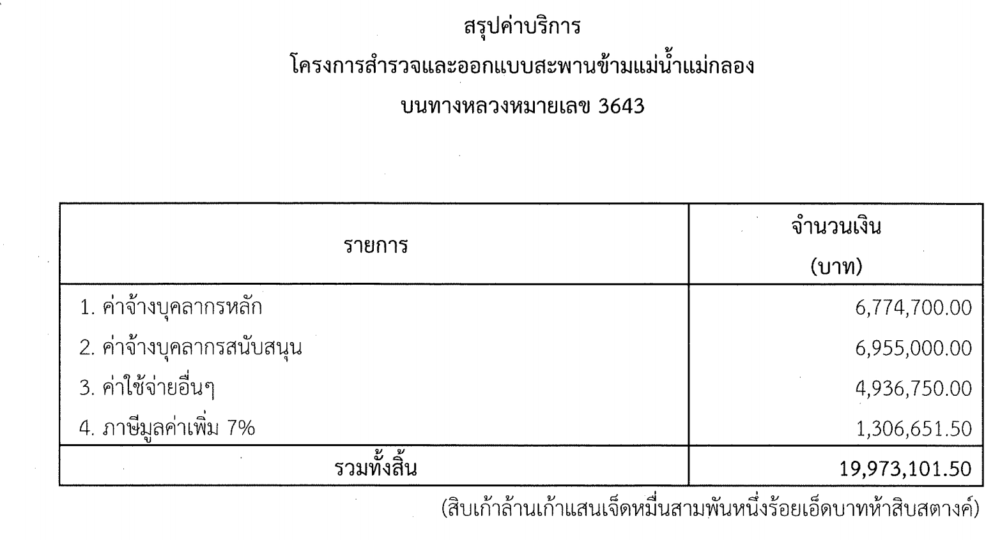 สรุปค่าบริการ
โครงการสำรวจและออกแบบสะพานข้ามแม่น้ำแม่กลอง
บนทางหลวงหมายเลข 3643
รายการ จำนวนเงิน (บาท)
1. ค่าจ้างบุคลากรหลัก 6,774,700.00
2. ค่าจ้างบุคลากรสนับสนุน 6,955,000.00
3. ค่าใช้จ่ายอื่นๆ 4,936,750.00
4. ภาษีมูลค่าเพิ่ม 7% 1,306,651.50
รวมทั้งสิ้น 19,973,101.50
(สิบเก้าล้านเก้าแสนเจ็ดหมื่นสามพันหนึ่งร้อยเอ็ดบาทห้าสิบสตางค์)